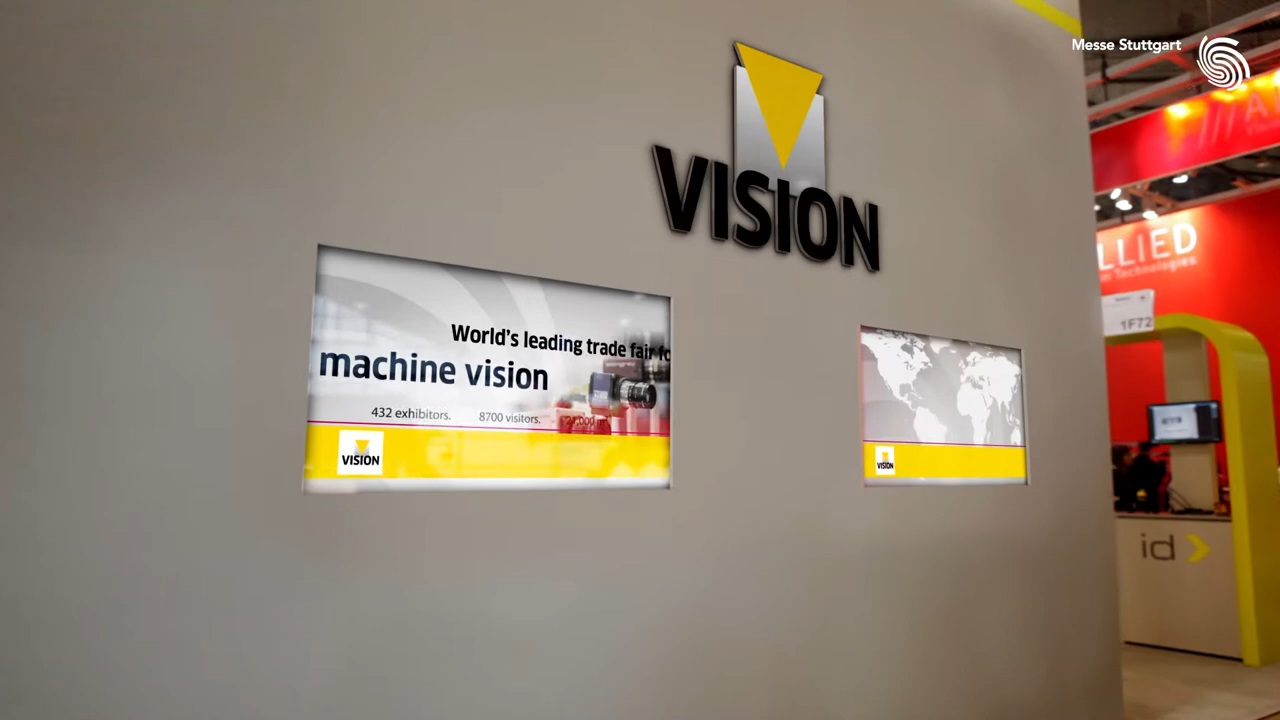 Messe Stuttgart
VISION
World's leading trade fair fo
machine vision
432 exhibitors.
8700 visitors.
VISION
VISION
LLIED
Technologies
1F72
id